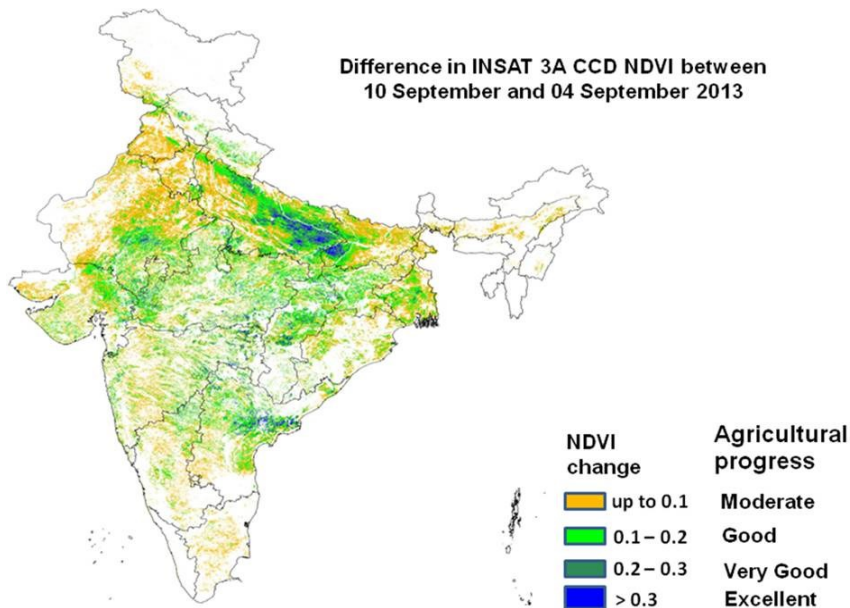 Difference in INSAT 3A CCD NDVI between
10 September and 04 September 2013
NDVI change
Agricultural progress
up to 0.1 Moderate
0.1 – 0.2 Good
0.2 – 0.3 Very Good
> 0.3 Excellent